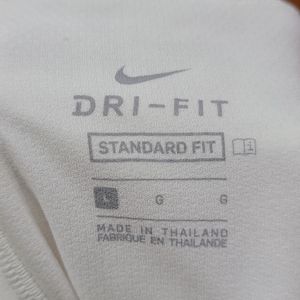 DRI-FIT
STANDARD FIT
L G G
MADE IN THAILAND
FABRIQUE EN THAILANDE